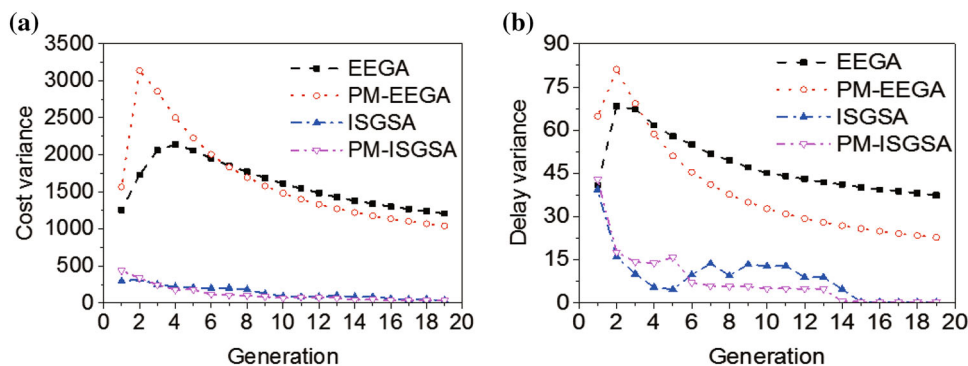 (a)
3500
3000
2500
2000
1500
1000
500
0
Cost variance
0 2 4 6 8 10 12 14 16 18 20
Generation
EEGA
PM-EEGA
ISGSA
PM-ISGSA
(b)
90
75
60
45
30
15
0
Delay variance
0 2 4 6 8 10 12 14 16 18 20
Generation
EEGA
PM-EEGA
ISGSA
PM-ISGSA